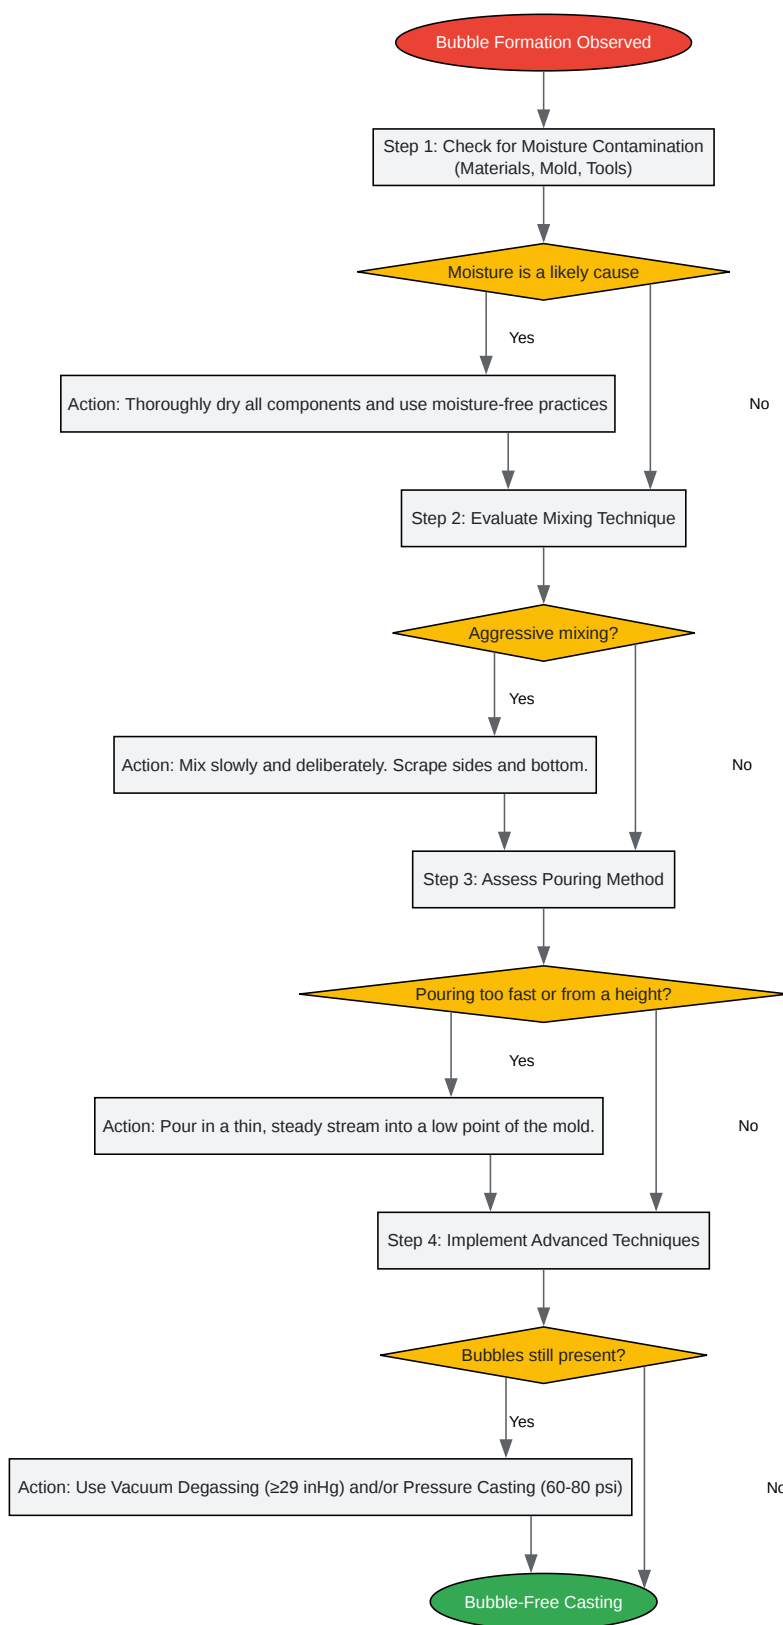 Bubble Formation Observed
Step 1: Check for Moisture Contamination
(Materials, Mold, Tools)
Moisture is a likely cause
Yes
Action: Thoroughly dry all components and use moisture-free practices
No
Step 2: Evaluate Mixing Technique
Aggressive mixing?
Yes
Action: Mix slowly and deliberately. Scrape sides and bottom.
No
Step 3: Assess Pouring Method
Pouring too fast or from a height?
Yes
Action: Pour in a thin, steady stream into a low point of the mold.
No
Step 4: Implement Advanced Techniques
Bubbles still present?
Yes
Action: Use Vacuum Degassing (≥29 inHg) and/or Pressure Casting (60-80 psi)
No
Bubble-Free Casting